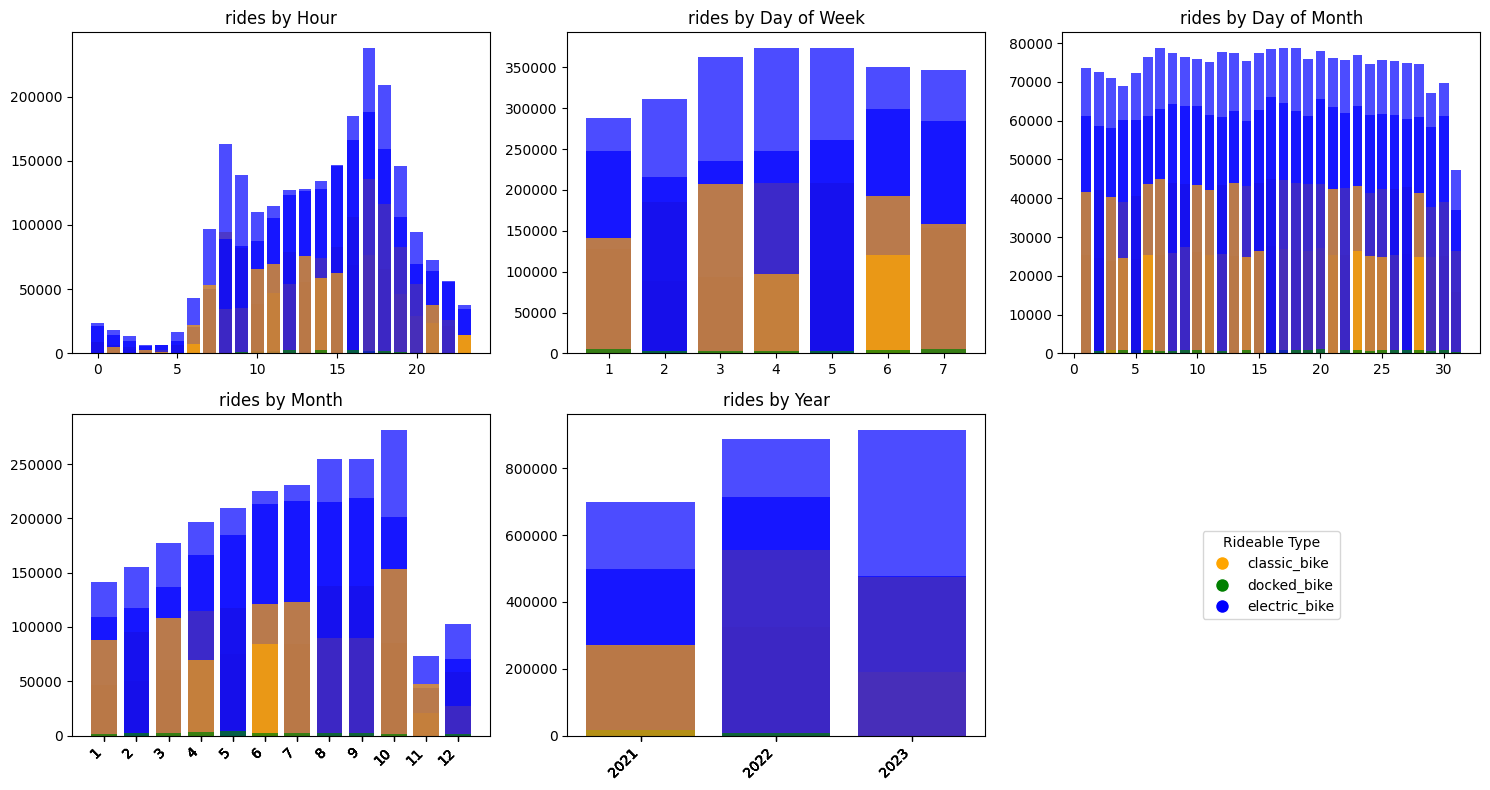 rides by Hour
200000
150000
100000
50000
0
0 5 10 15 20
rides by Day of Week
350000
300000
250000
200000
150000
100000
50000
0
1 2 3 4 5 6 7
rides by Day of Month
80000
70000
60000
50000
40000
30000
20000
10000
0
0 5 10 15 20 25 30
rides by Month
250000
200000
150000
100000
50000
0
1 2 3 4 5 6 7 8 9 10 11 12
rides by Year
800000
600000
400000
200000
0
2021 2022 2023
Rideable Type
classic_bike
docked_bike
electric_bike